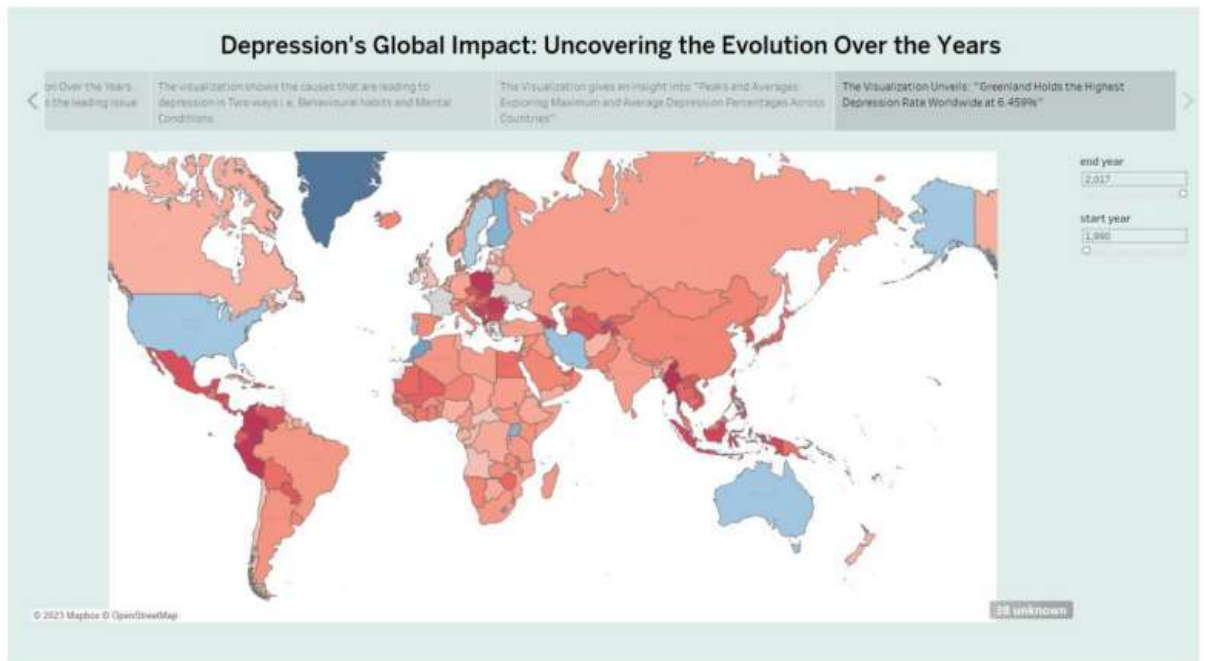 Depression's Global Impact: Uncovering the Evolution Over the Years
on Over the Years
s the leading issue
The visualization shows the causes that are leading to
depression in Two ways i.e, Behavioural habits and Mental
Conditions.
The Visualization gives an insight into "Peaks and Averages:
Exploring Maximum and Average Depression Percentages Across
Countries"
The Visualization Unveils: "Greenland Holds the Highest
Depression Rate Worldwide at 6.459%"
end year
2,017
start year
1,990
© 2023 Mapbox © OpenStreetMap
38 unknown